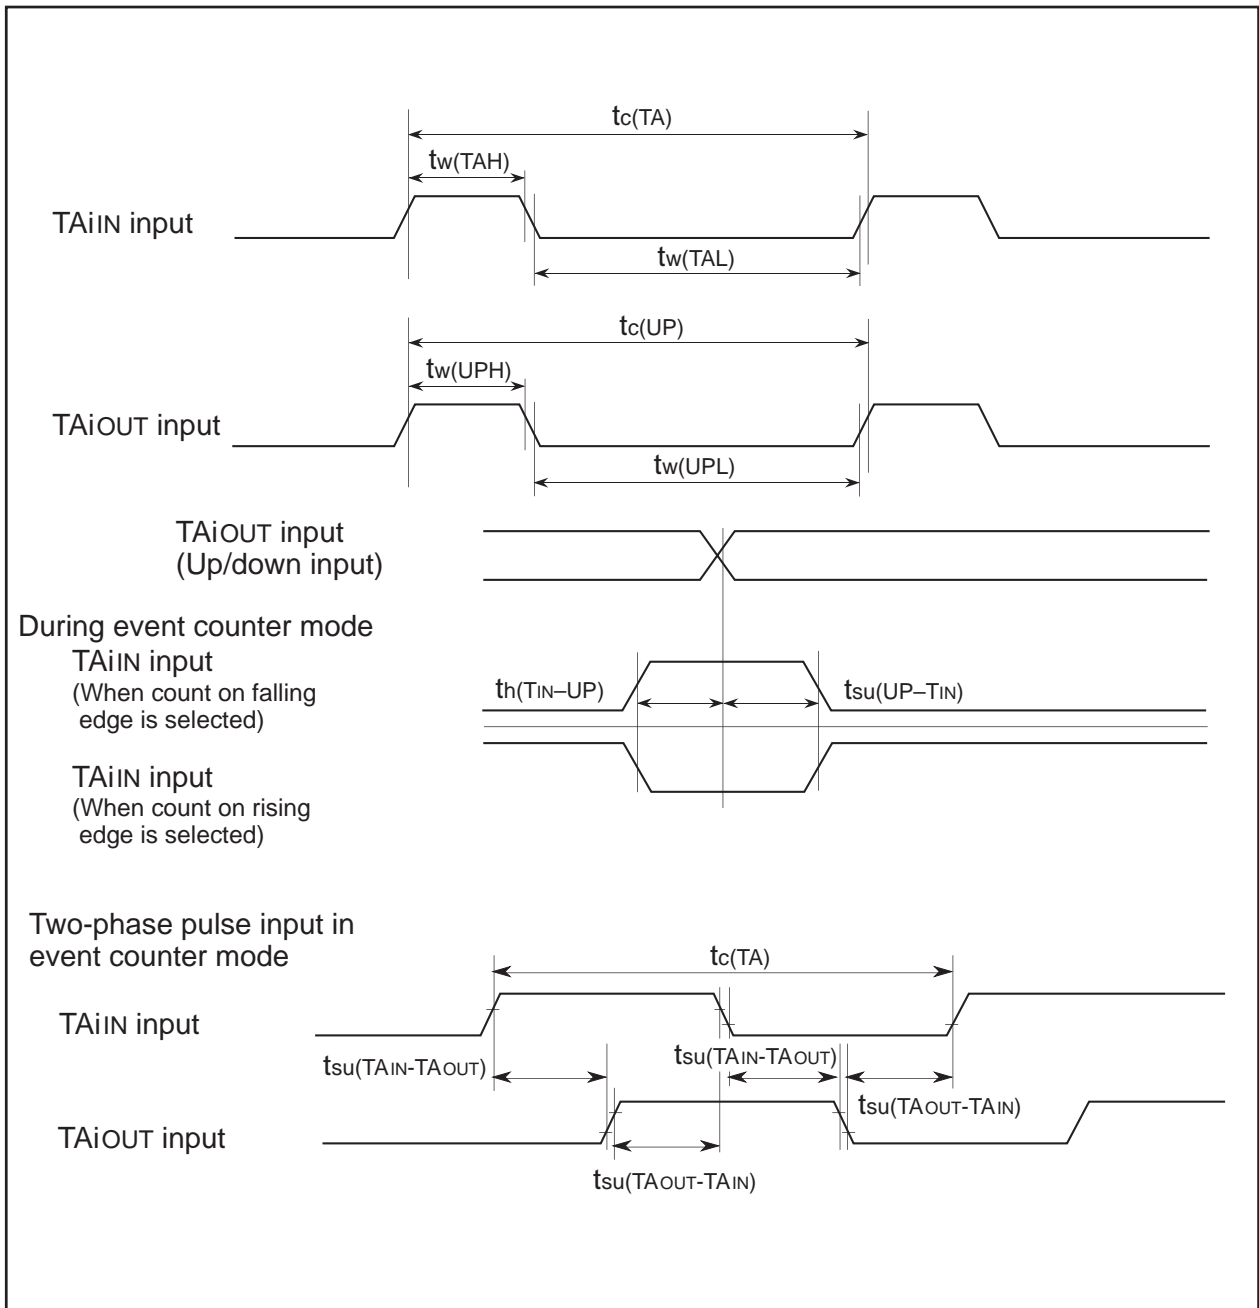 tc(TA)
tw(TAH)
TAiIN input
tw(TAL)
tc(UP)
tw(UPH)
TAiOUT input
tw(UPL)
TAiOUT input
(Up/down input)
During event counter mode
TAiIN input
(When count on falling
edge is selected)
th(TIN–UP)
tsu(UP–TIN)
TAiIN input
(When count on rising
edge is selected)
Two-phase pulse input in
event counter mode
tc(TA)
TAiIN input
tsu(TAIN-TAOUT)
tsu(TAIN-TAOUT)
tsu(TAOUT-TAIN)
TAiOUT input
tsu(TAOUT-TAIN)